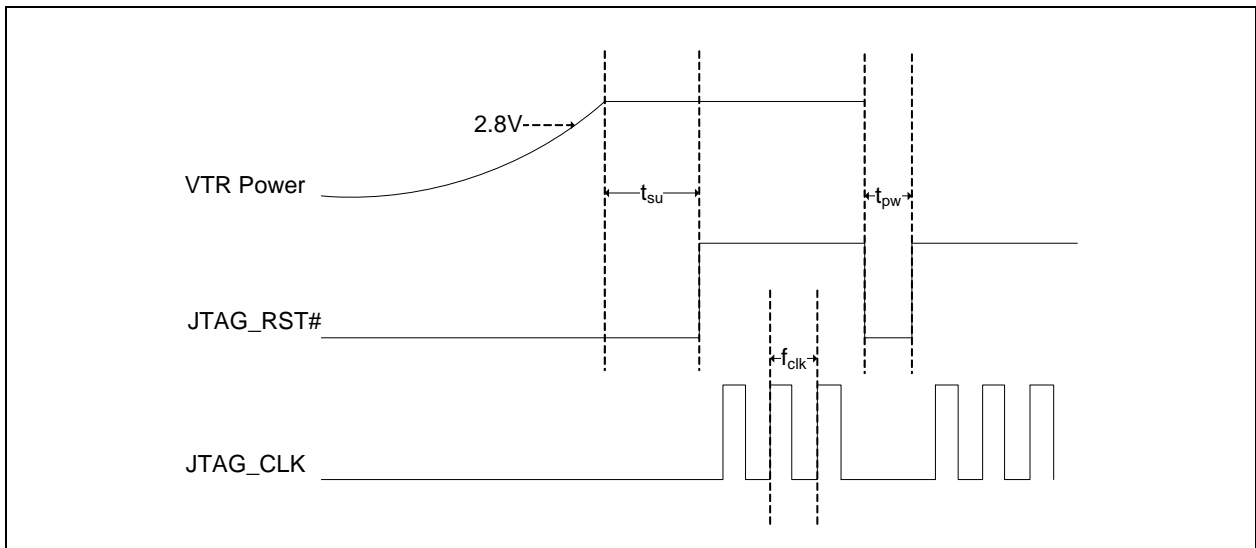 2.8V
VTR Power
tsu
tpw
JTAG_RST#
fclk
JTAG_CLK